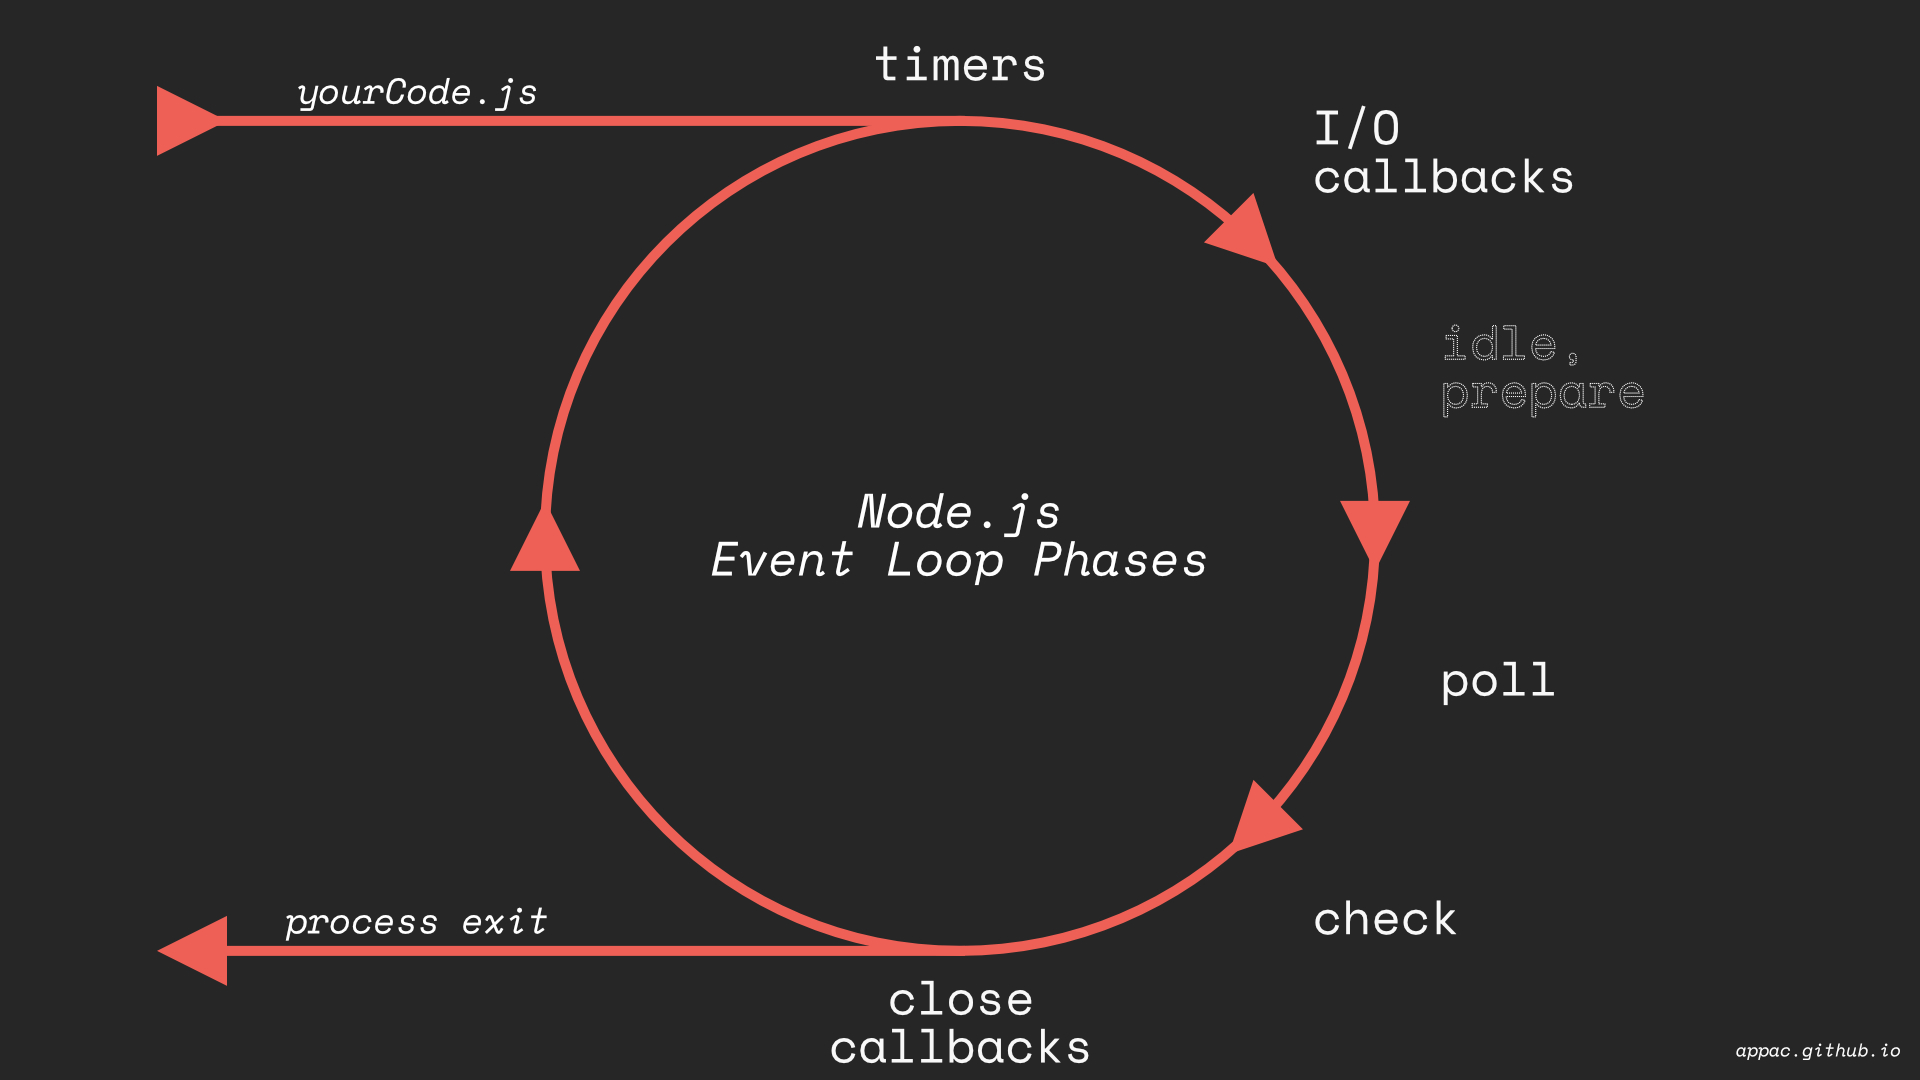 timers
yourCode.js
I/O
callbacks
idle,
prepare
Node.js
Event Loop Phases
poll
check
process exit
close
callbacks
appac.github.io